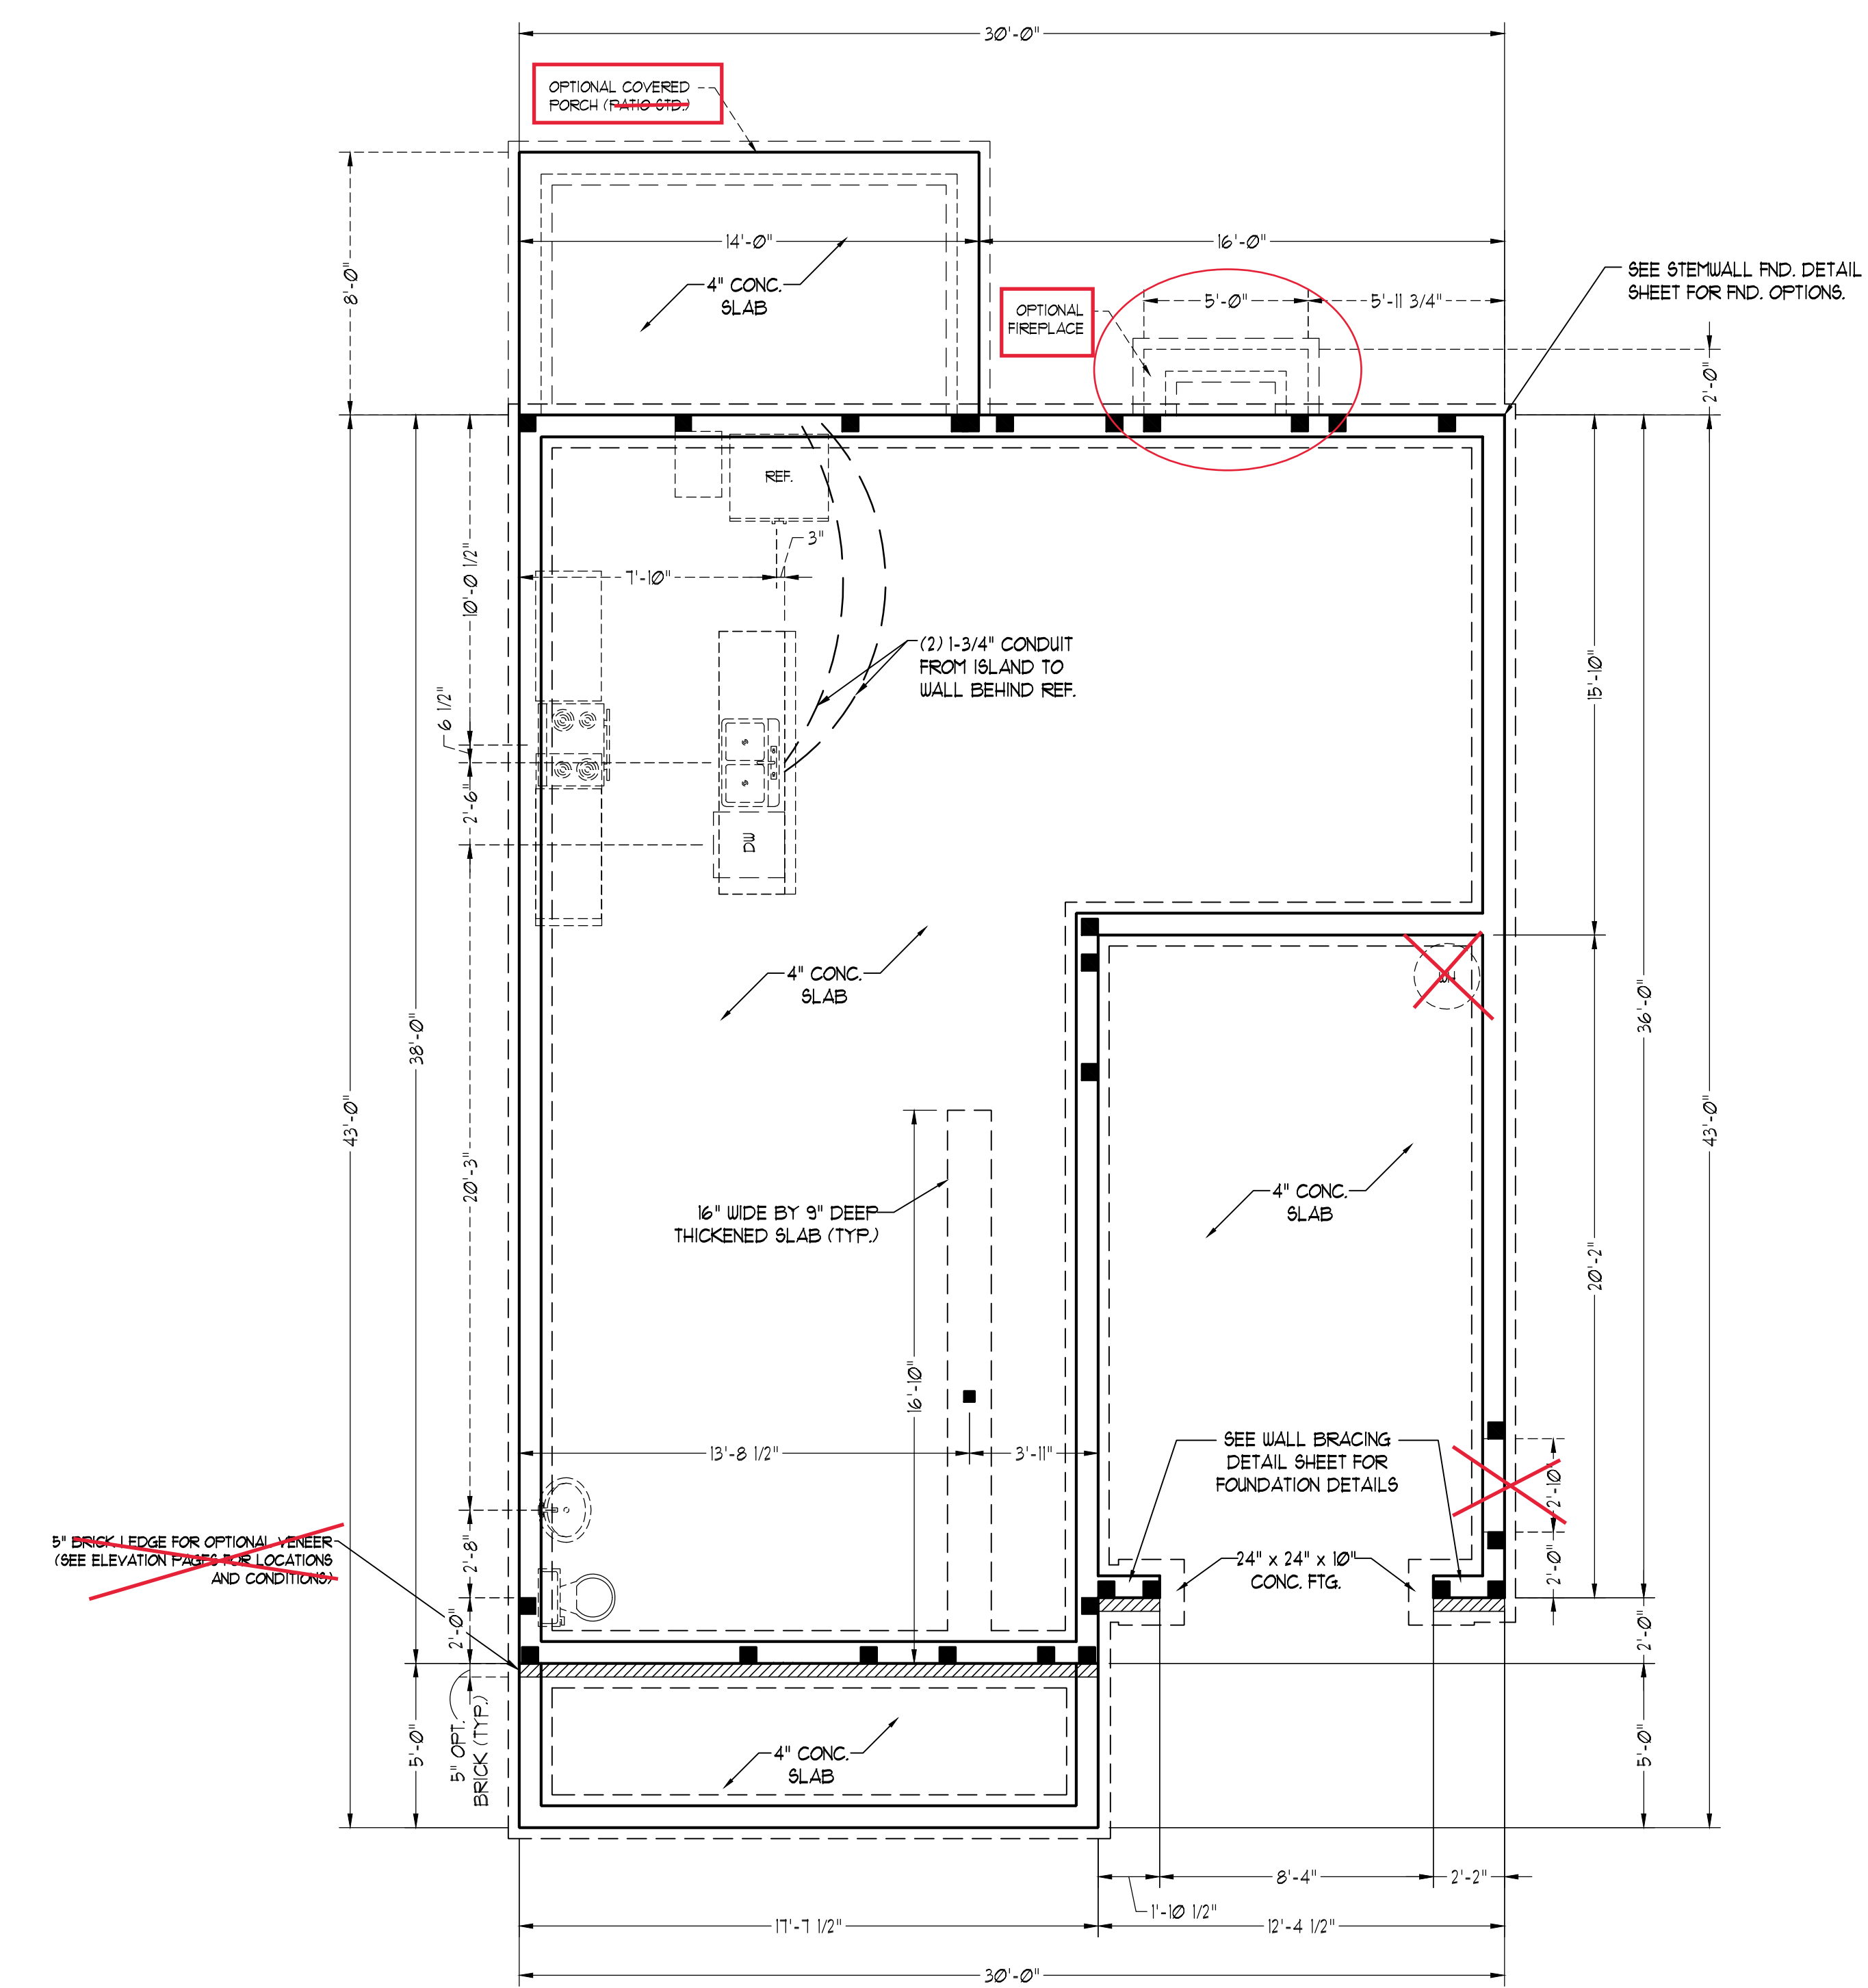 30'-0"
OPTIONAL COVERED
PORCH (PATIO STD.)
14'-0"
16'-0"
8'-0"
4" CONC.
SLAB
SEE STEMWALL FND. DETAIL
SHEET FOR FND. OPTIONS.
OPTIONAL
FIREPLACE
5'-0"
5'-11 3/4"
2'-0"
REF.
3"
7'-10"
10'-0 1/2"
(2) 1-3/4" CONDUIT
FROM ISLAND TO
WALL BEHIND REF.
15'-10"
6 1/2"
2'-6"
DW
4" CONC.
SLAB
WH
38'-0"
36'-0"
43'-0"
43'-0"
20'-3"
16" WIDE BY 9" DEEP
THICKENED SLAB (TYP.)
4" CONC.
SLAB
20'-2"
16'-10"
13'-8 1/2"
3'-11"
SEE WALL BRACING
DETAIL SHEET FOR
FOUNDATION DETAILS
2'-10"
5" BRICK LEDGE FOR OPTIONAL VENEER
(SEE ELEVATION PAGES FOR LOCATIONS
AND CONDITIONS)
2'-8"
24" x 24" x 10"
CONC. FTG.
2'-0"
2'-0"
2'-0"
5'-0"
5" OPT.
BRICK (TYP.)
4" CONC.
SLAB
5'-0"
8'-4"
2'-2"
1'-10 1/2"
17'-7 1/2"
12'-4 1/2"
30'-0"